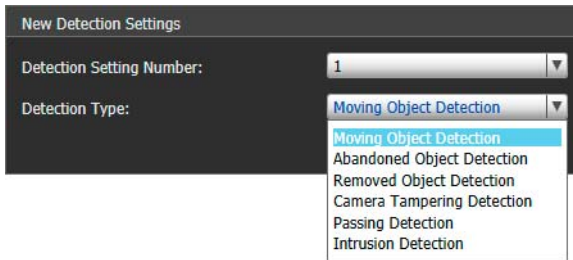 New Detection Settings
Detection Setting Number: 1
Detection Type: Moving Object Detection
Moving Object Detection
Abandoned Object Detection
Removed Object Detection
Camera Tampering Detection
Passing Detection
Intrusion Detection